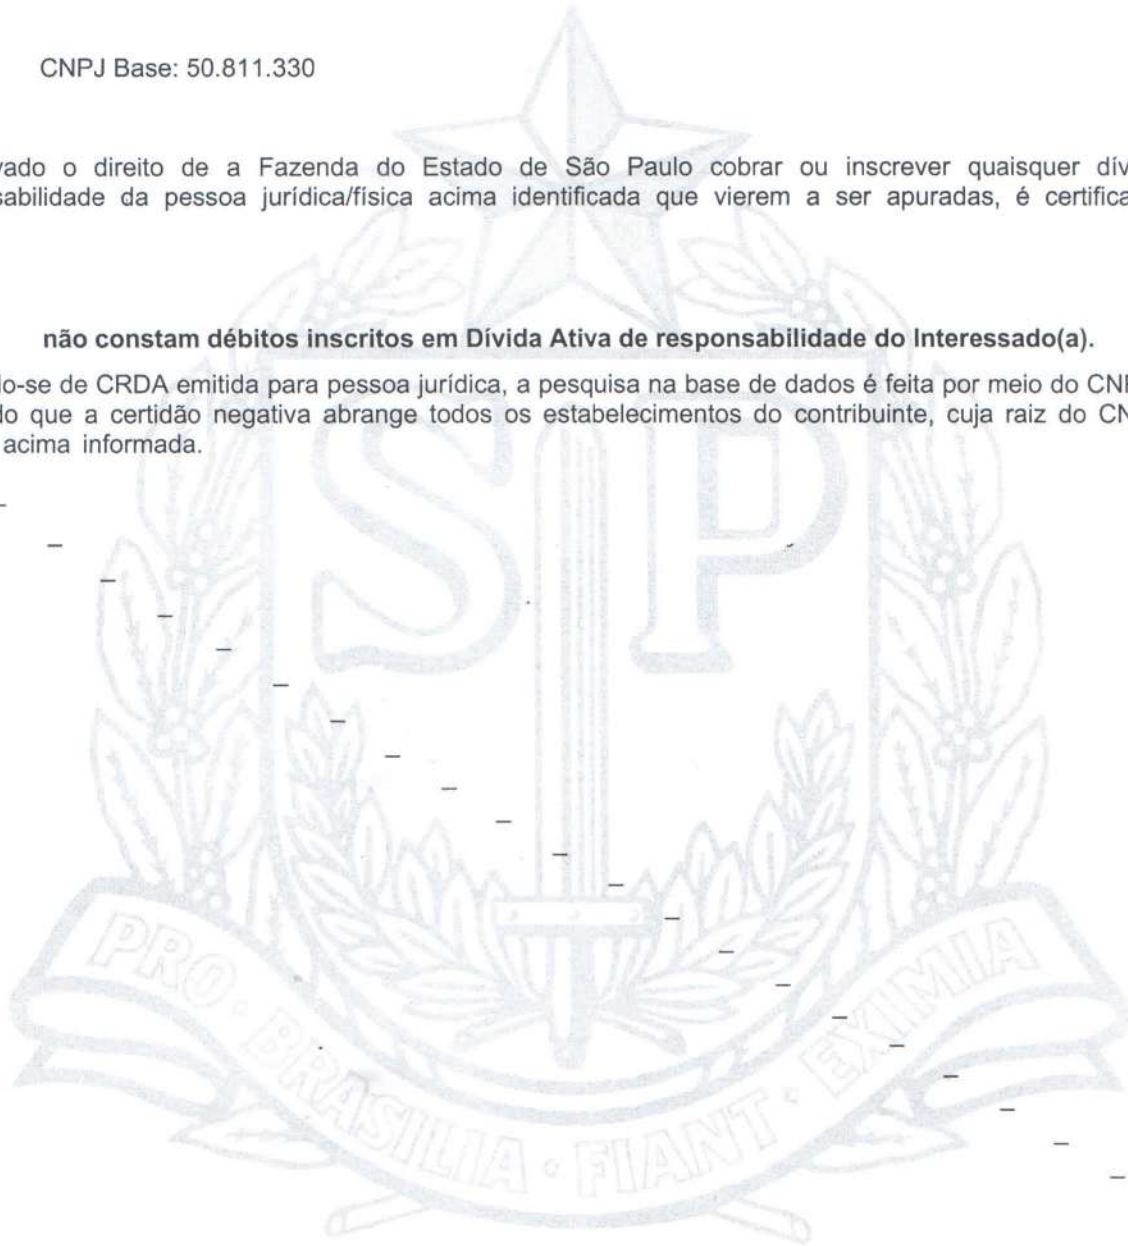 CNPJ Base: 50.811.330
vado o direito de a Fazenda do Estado de São Paulo cobrar ou inscrever quaisquer dív
sabilidade da pessoa jurídica/física acima identificada que vierem a ser apuradas, é certifica
não constam débitos inscritos em Dívida Ativa de responsabilidade do Interessado(a).
do-se de CRDA emitida para pessoa jurídica, a pesquisa na base de dados é feita por meio do CNP
do que a certidão negativa abrange todos os estabelecimentos do contribuinte, cuja raiz do CN
acima informada.
SP
PRO · BRASILIA · FIANT · EXIMIA